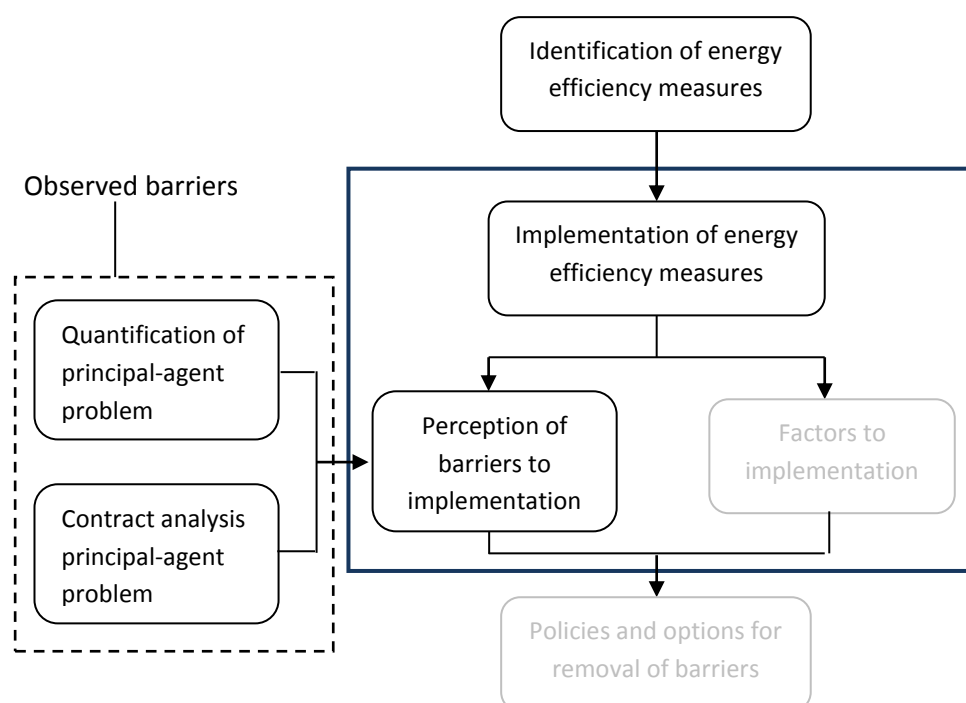 Identification of energy
efficiency measures
Observed barriers
Implementation of energy
efficiency measures
Quantification of
principal-agent
problem
Perception of
barriers to
implementation
Factors to
implementation
Contract analysis
principal-agent
problem
Policies and options for
removal of barriers